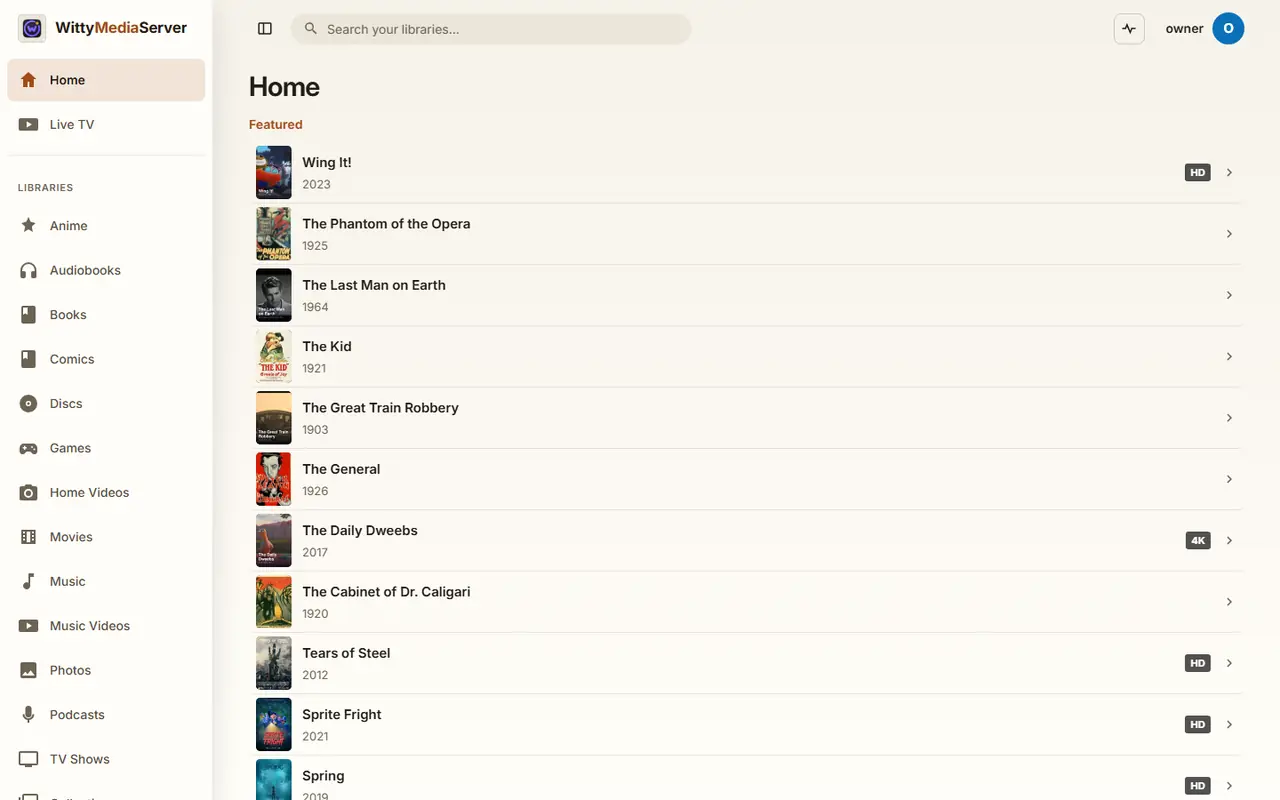 WittyMediaServer
Search your libraries...
owner
O
Home
Live TV
LIBRARIES
Anime
Audiobooks
Books
Comics
Discs
Games
Home Videos
Movies
Music
Music Videos
Photos
Podcasts
TV Shows
Home
Featured
Wing It!
2023
HD
The Phantom of the Opera
1925
The Last Man on Earth
1964
The Kid
1921
The Great Train Robbery
1903
The General
1926
The Daily Dweebs
2017
4K
The Cabinet of Dr. Caligari
1920
Tears of Steel
2012
HD
Sprite Fright
2021
HD
Spring
2019
HD